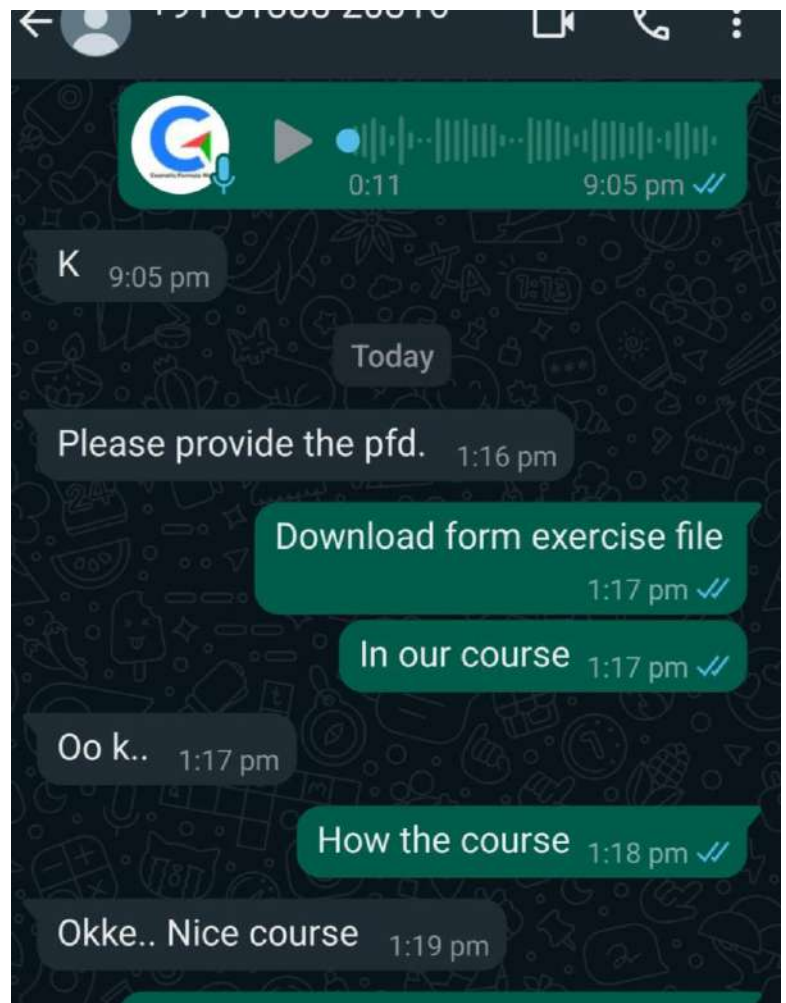 0:11 9:05 pm
K 9:05 pm
Today
Please provide the pfd. 1:16 pm
Download form exercise file
1:17 pm
In our course 1:17 pm
Oo k.. 1:17 pm
How the course 1:18 pm
Okke.. Nice course 1:19 pm